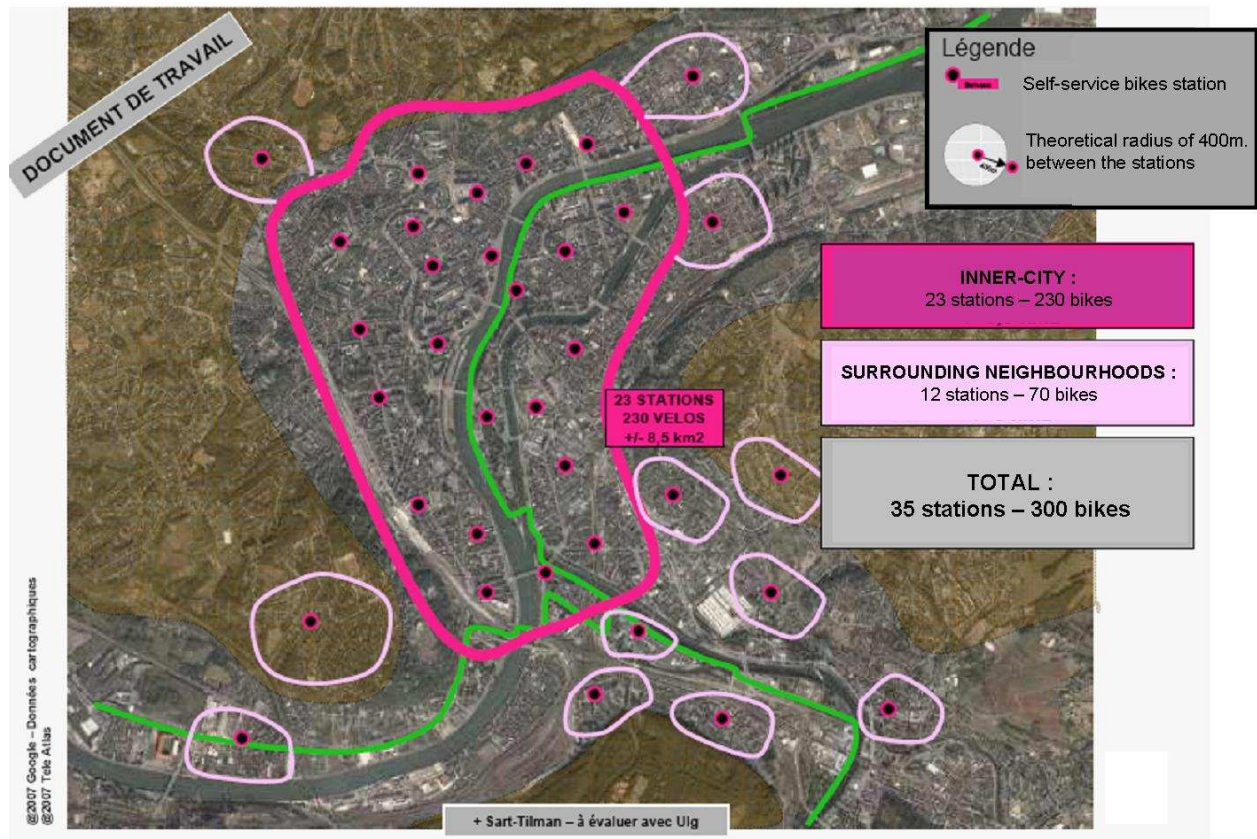 DOCUMENT DE TRAVAIL
Légende
Self-service bikes station
Theoretical radius of 400m.
between the stations
INNER-CITY :
23 stations – 230 bikes
SURROUNDING NEIGHBOURHOODS :
12 stations – 70 bikes
23 STATIONS
230 VELOS
+/- 8,5 km2
TOTAL :
35 stations – 300 bikes
@2007 Google – Données cartographiques
@2007 Tele Atlas
+ Sart-Tilman – à évaluer avec Ulg